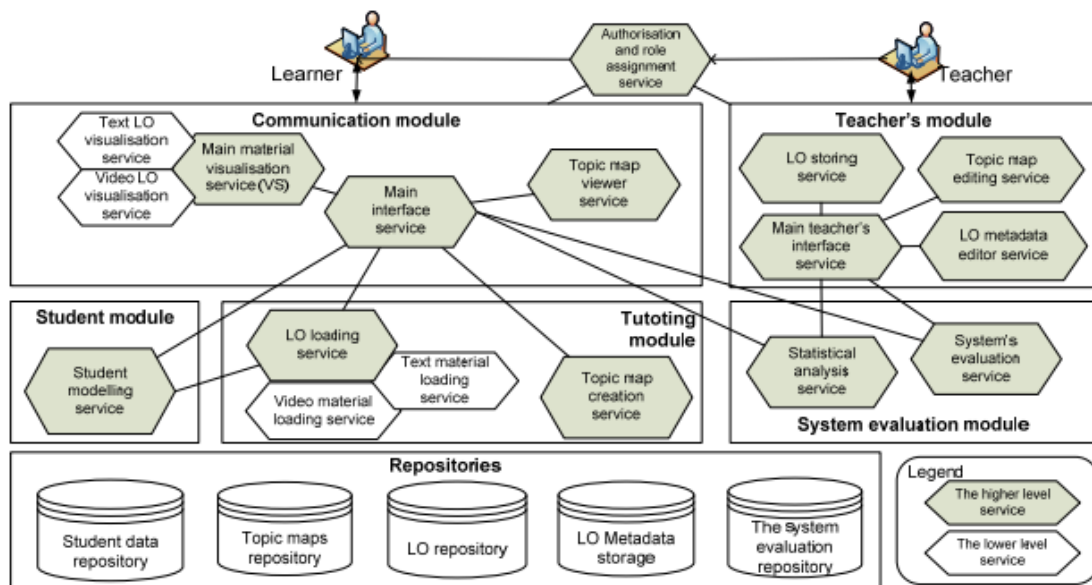 Learner
Authorisation
and role
assignment
service
Teacher
Communication module
Text LO
visualisation
service
Video LO
visualisation
service
Main material
visualisation
service (VS)
Main
interface
service
Topic map
viewer
service
Teacher's module
LO storing
service
Topic map
editing service
Main teacher's
interface
service
LO metadata
editor service
Student module
Student
modelling
service
Tutoting
module
LO loading
service
Text material
loading
service
Video material
loading service
Topic map
creation
service
Statistical
analysis
service
System's
evaluation
service
System evaluation module
Repositories
Student data
repository
Topic maps
repository
LO repository
LO Metadata
storage
The system
evaluation
repository
Legend
The higher level
service
The lower level
service